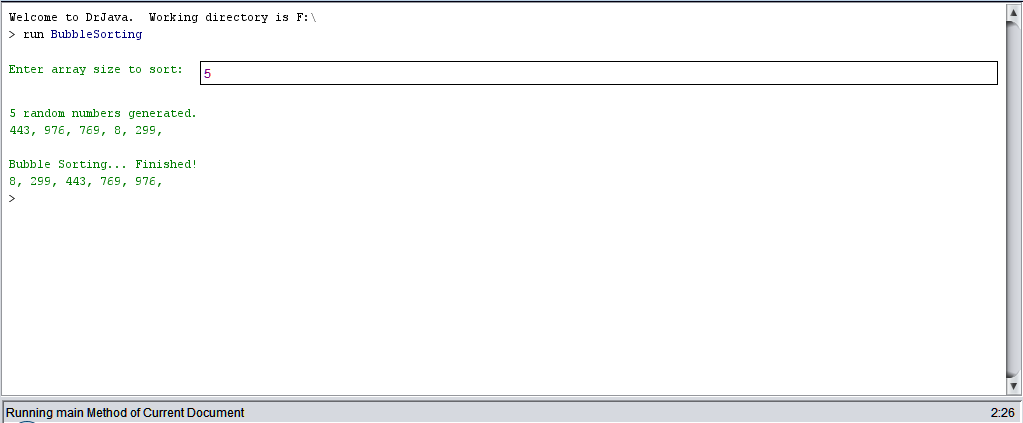 Welcome to DrJava.  Working directory is F:\
> run BubbleSorting
Enter array size to sort: 5
5 random numbers generated.
443, 976, 769, 8, 299,
Bubble Sorting... Finished!
8, 299, 443, 769, 976,
>
Running main Method of Current Document 2:26